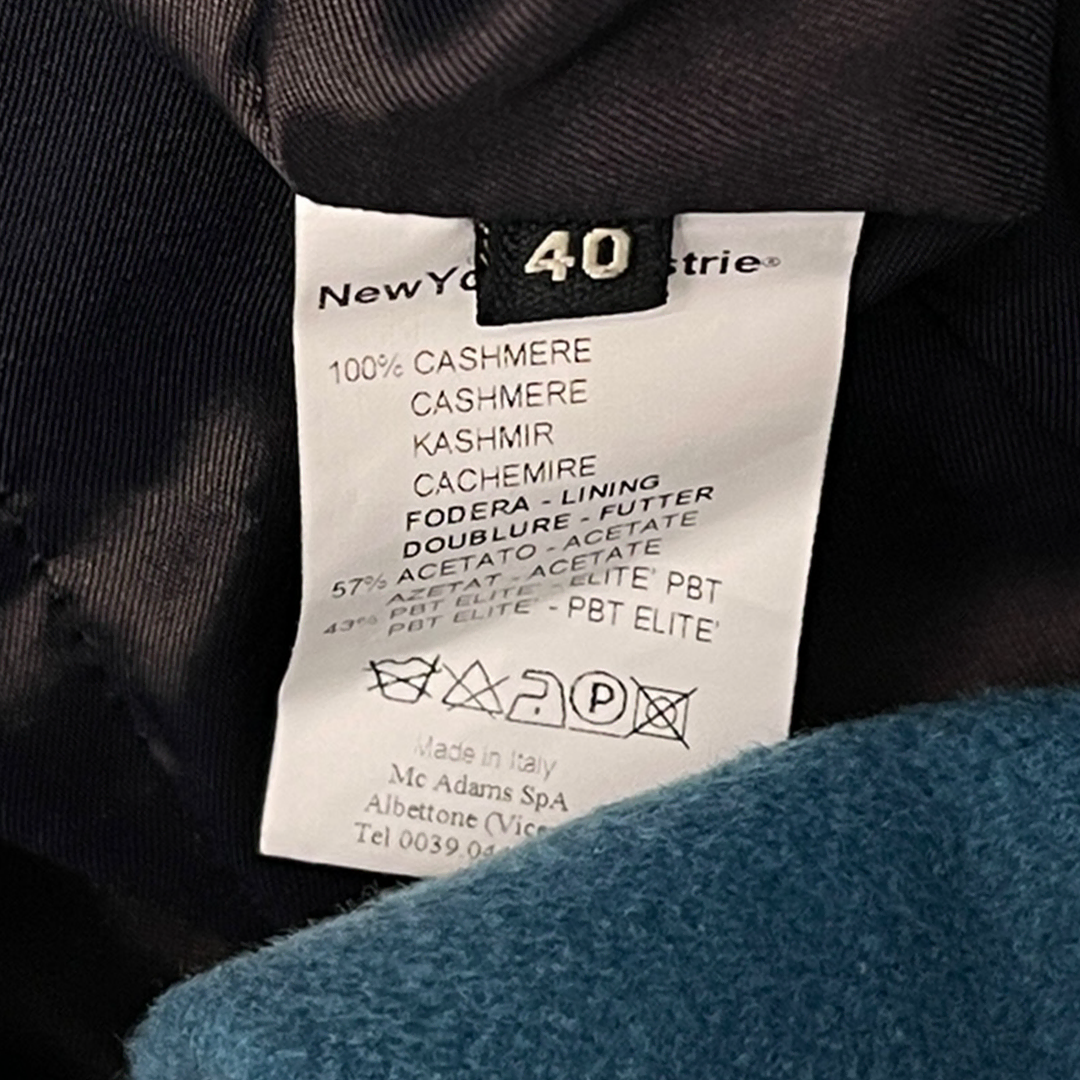 40
NewYo strie®
100% CASHMERE
CASHMERE
KASHMIR
CACHEMIRE
FODERA - LINING
DOUBLURE - FUTTER
57% ACETATO - ACETATE
AZETAT - ACETATE
43% PBT ELITE' - ELITE' PBT
PBT ELITE' - PBT ELITE'
P
Made in Italy
Mc Adams SpA
Albettone (Vice
Tel 0039.04